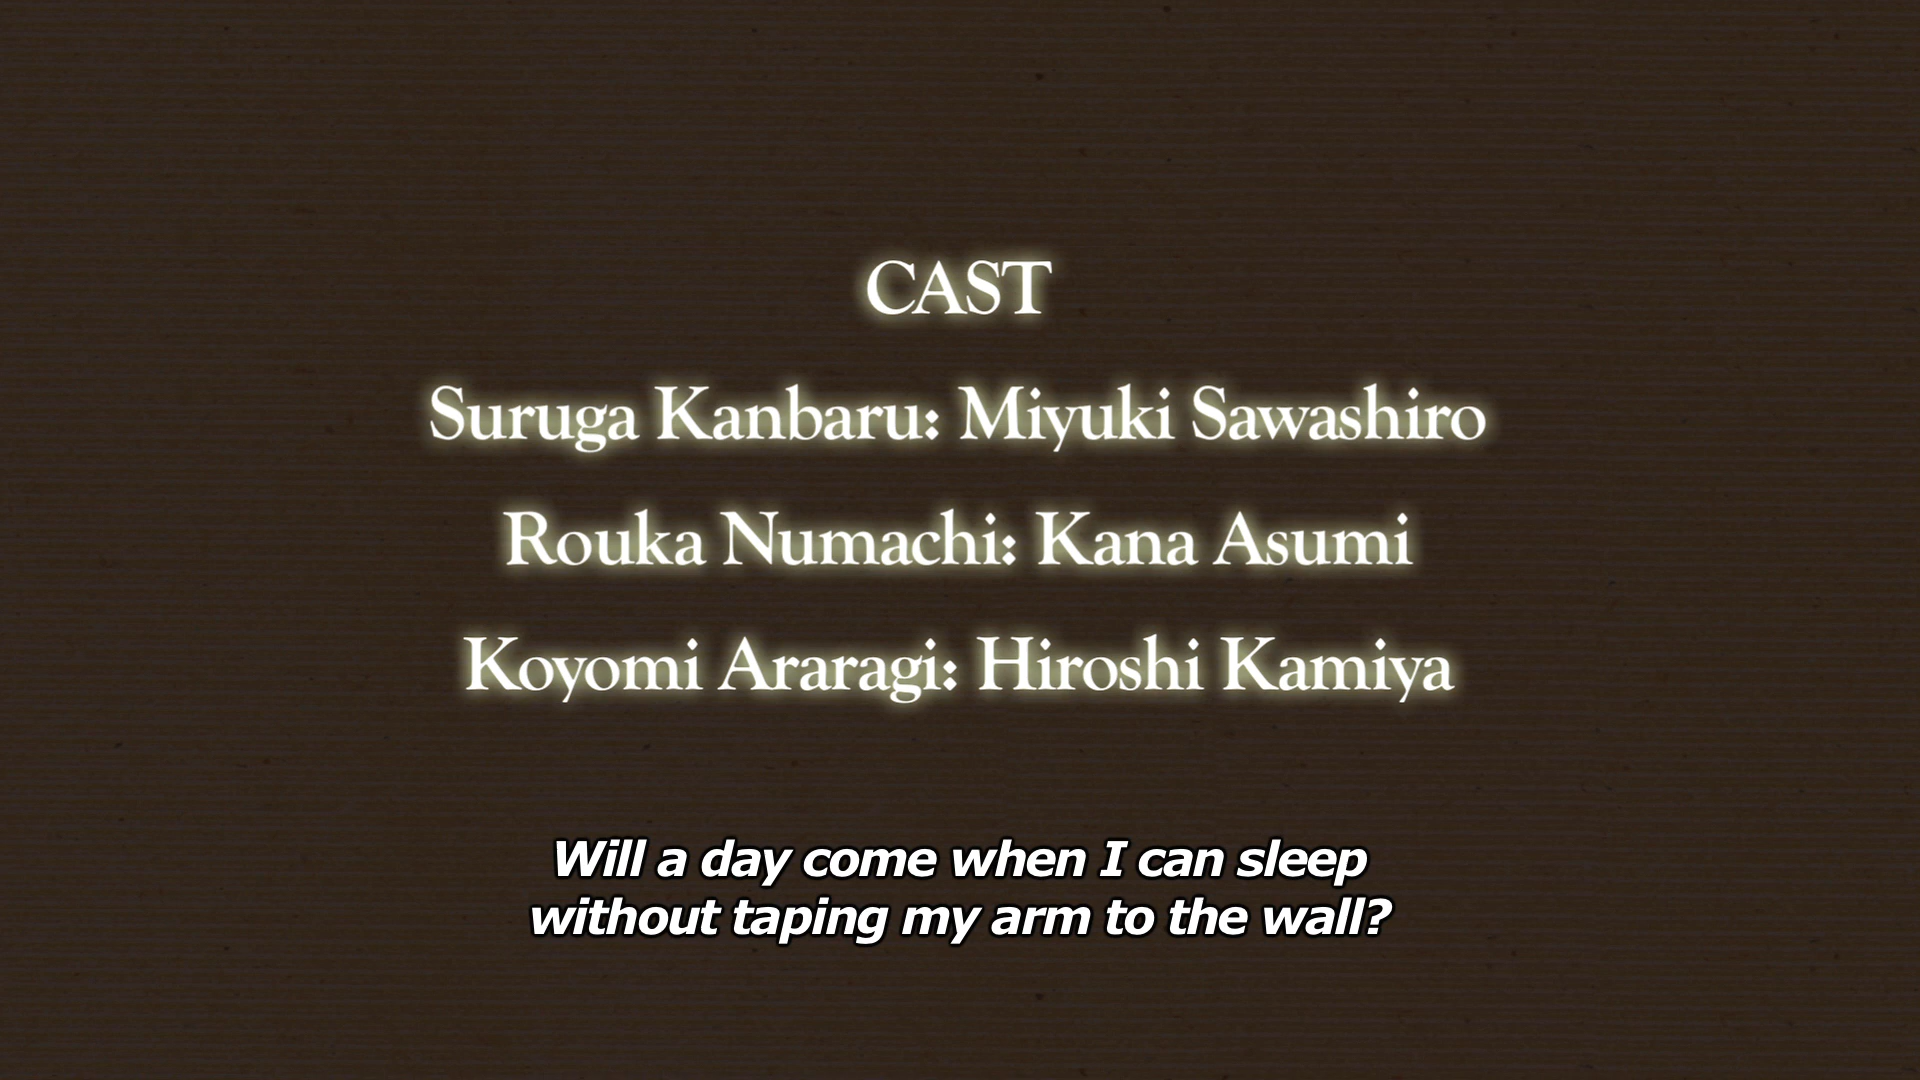 CAST
Suruga Kanbaru: Miyuki Sawashiro
Rouka Numachi: Kana Asumi
Koyomi Araragi: Hiroshi Kamiya
Will a day come when I can sleep
without taping my arm to the wall?